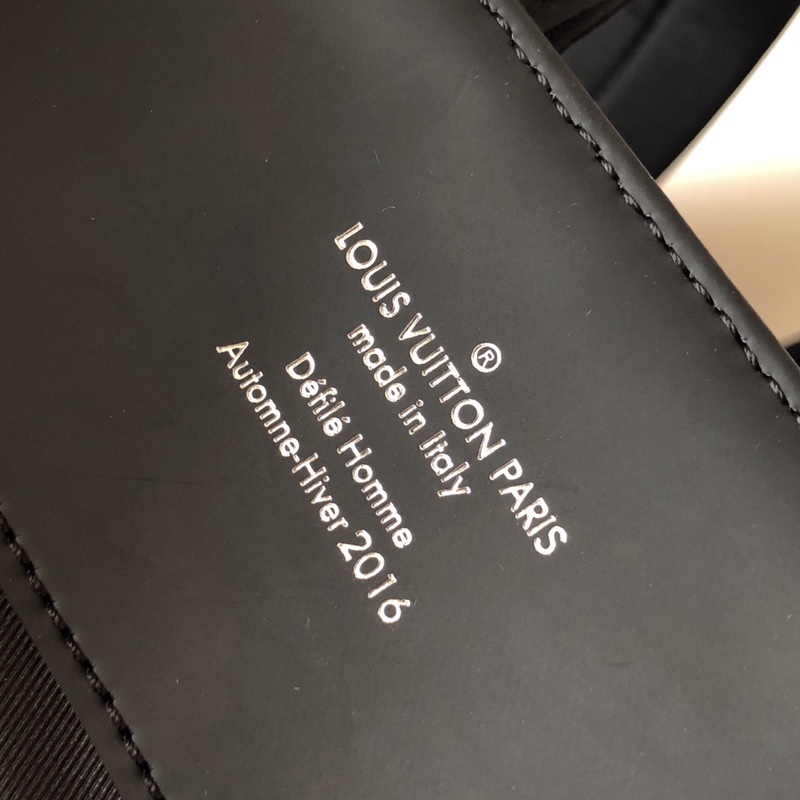 ®
LOUIS VUITTON PARIS
made in Italy
Défilé Homme
Automne-Hiver 2016